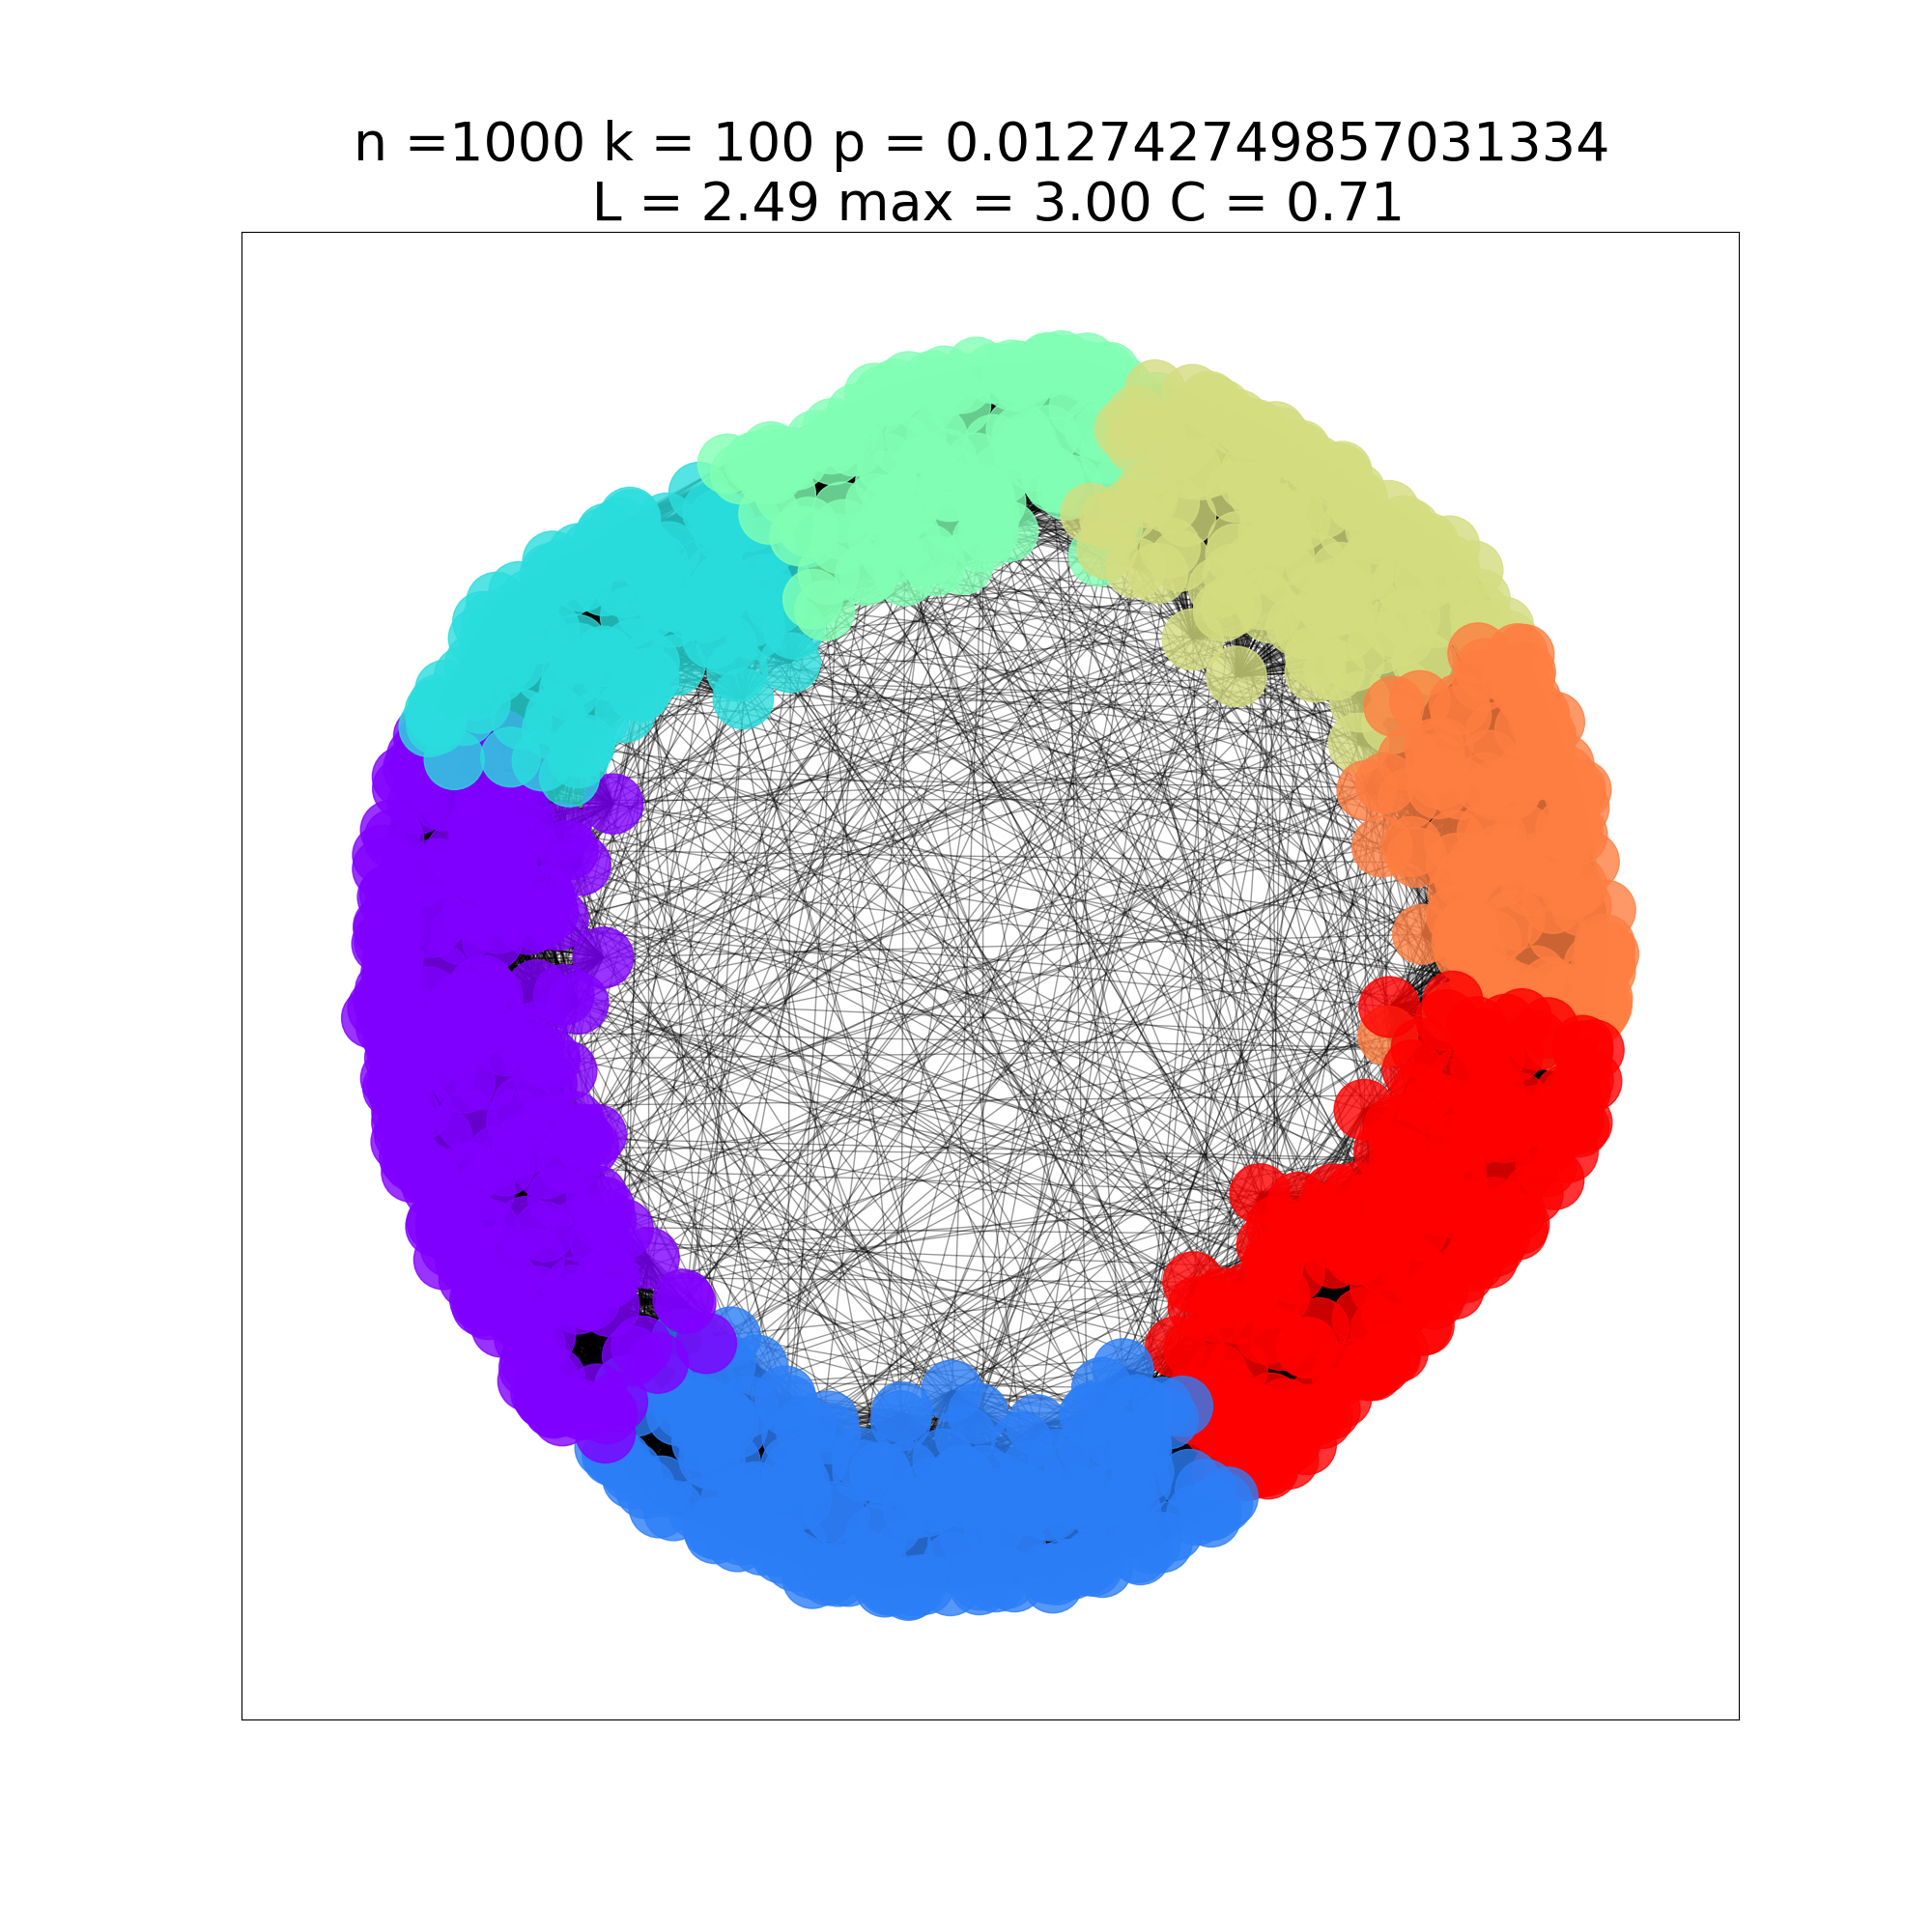 n =1000 k = 100 p = 0.012742749857031334
L = 2.49 max = 3.00 C = 0.71